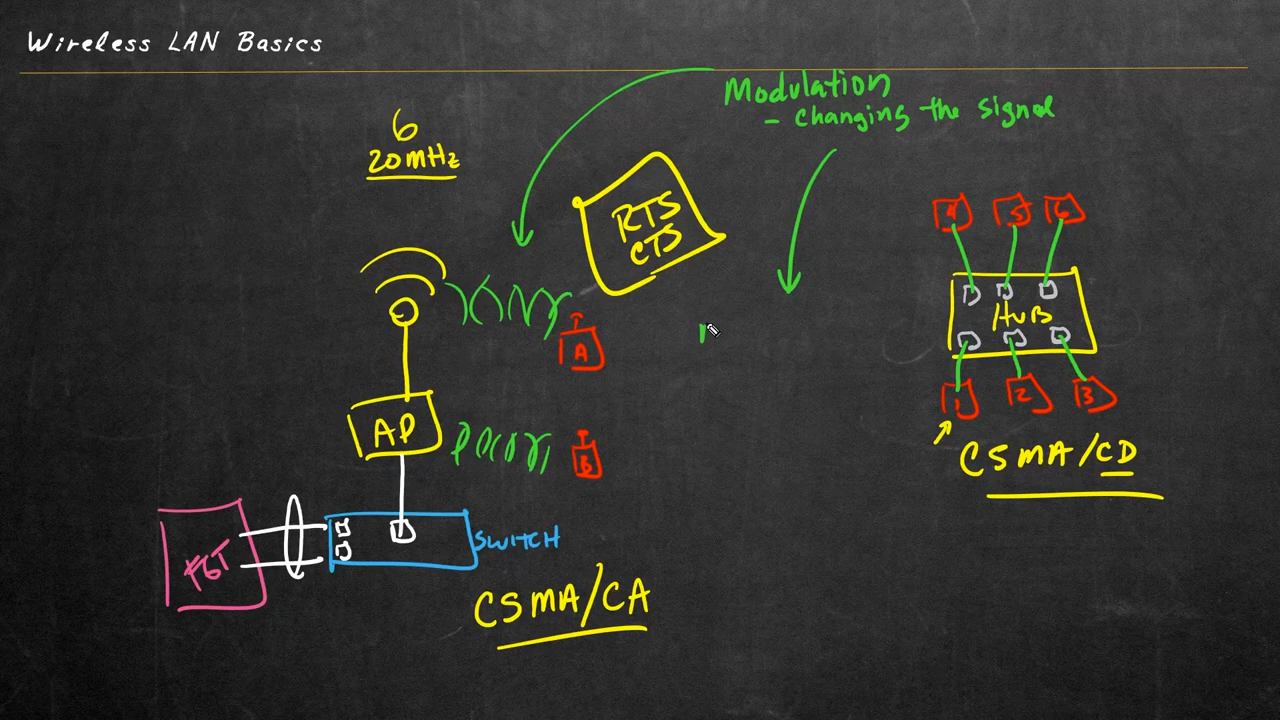 Wireless LAN Basics
Modulation
- changing the signal
6
20MHz
RTS
CTS
4 5 6
HUB
1 2 3
CSMA/CD
A
AP
B
FGT
SWITCH
CSMA/CA